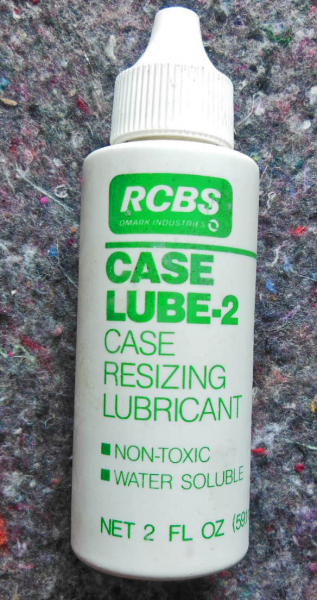 RCBS
OMARK INDUSTRIES
CASE
LUBE-2
CASE
RESIZING
LUBRICANT
NON-TOXIC
WATER SOLUBLE
NET 2 FL OZ